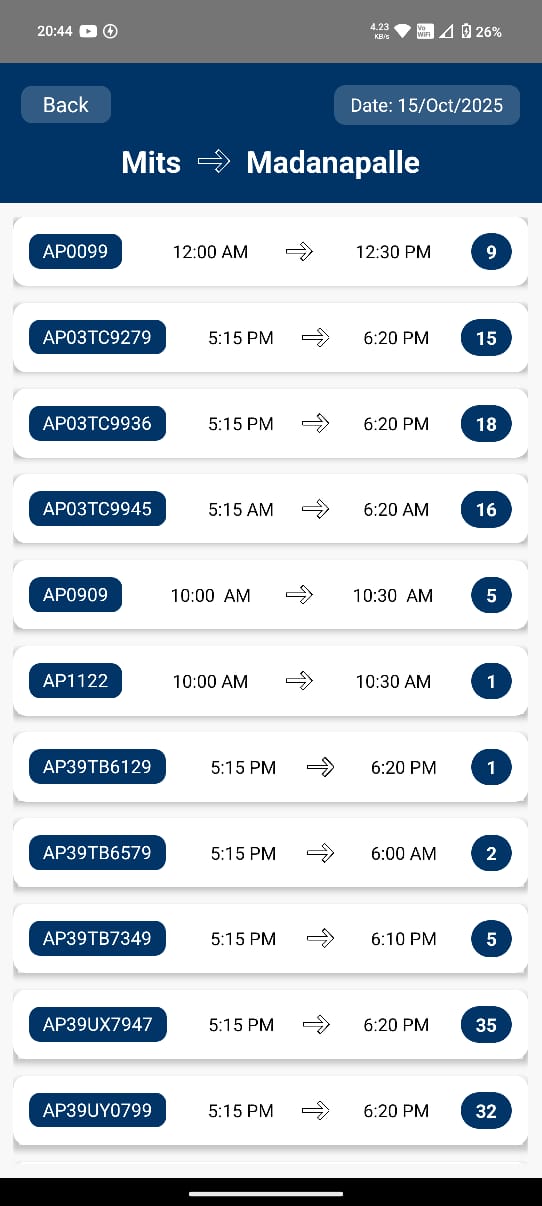 20:44 4.23 KB/s Vo WiFi 26%
Back Date: 15/Oct/2025
Mits ⇒ Madanapalle
AP0099 12:00 AM ⇒ 12:30 PM 9
AP03TC9279 5:15 PM ⇒ 6:20 PM 15
AP03TC9936 5:15 PM ⇒ 6:20 PM 18
AP03TC9945 5:15 AM ⇒ 6:20 AM 16
AP0909 10:00  AM ⇒ 10:30  AM 5
AP1122 10:00 AM ⇒ 10:30 AM 1
AP39TB6129 5:15 PM ⇒ 6:20 PM 1
AP39TB6579 5:15 PM ⇒ 6:00 AM 2
AP39TB7349 5:15 PM ⇒ 6:10 PM 5
AP39UX7947 5:15 PM ⇒ 6:20 PM 35
AP39UY0799 5:15 PM ⇒ 6:20 PM 32